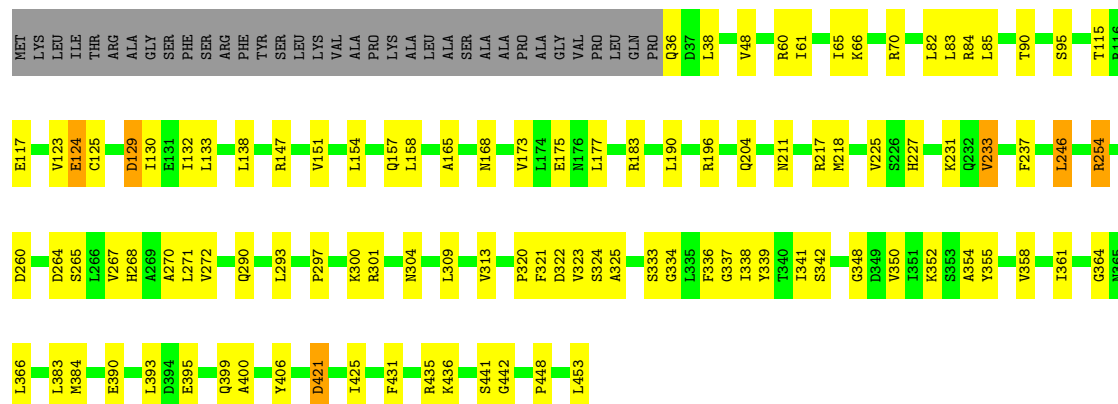 MET LYS LEU ILE THR ARG ALA GLY SER PHE SER ARG PHE TYR SER LEU LYS VAL ALA ALA PRO LYS ALA LEU ALA SER ALA ALA PRO ALA GLY VAL PRO LEU GLN PRO Q36 D37 L38 V48 R60 I61 I65 K66 R70 L82 L83 R84 L85 T90 S95 T115 R116
E117 V123 E124 C125 D129 I130 E131 I132 L133 L138 R147 V151 L154 Q157 L158 A165 N168 V173 L174 E175 N176 L177 R183 L190 R196 Q204 N211 R217 M218 V225 S226 H227 K231 Q232 V233 F237 L246 R254
D260 D264 S265 L266 V267 H268 A269 A270 L271 V272 Q290 L293 P297 K300 R301 N304 L309 V313 P320 F321 D322 V323 S324 A325 S333 G334 L335 F336 G337 I338 Y339 T340 I341 S342 G348 D349 V350 I351 K352 S353 A354 Y355 V358 I361 G364 N365
L366 L383 M384 E390 L393 D394 E395 Q399 A400 Y406 D421 I425 F431 R435 K436 S441 G442 P448 L453